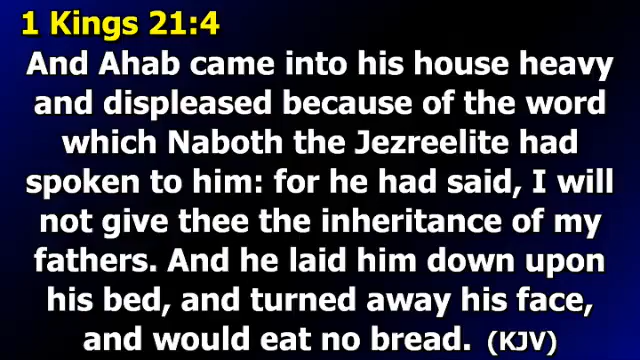 1 Kings 21:4
And Ahab came into his house heavy
and displeased because of the word
which Naboth the Jezreelite had
spoken to him: for he had said, I will
not give thee the inheritance of my
fathers. And he laid him down upon
his bed, and turned away his face,
and would eat no bread. (KJV)